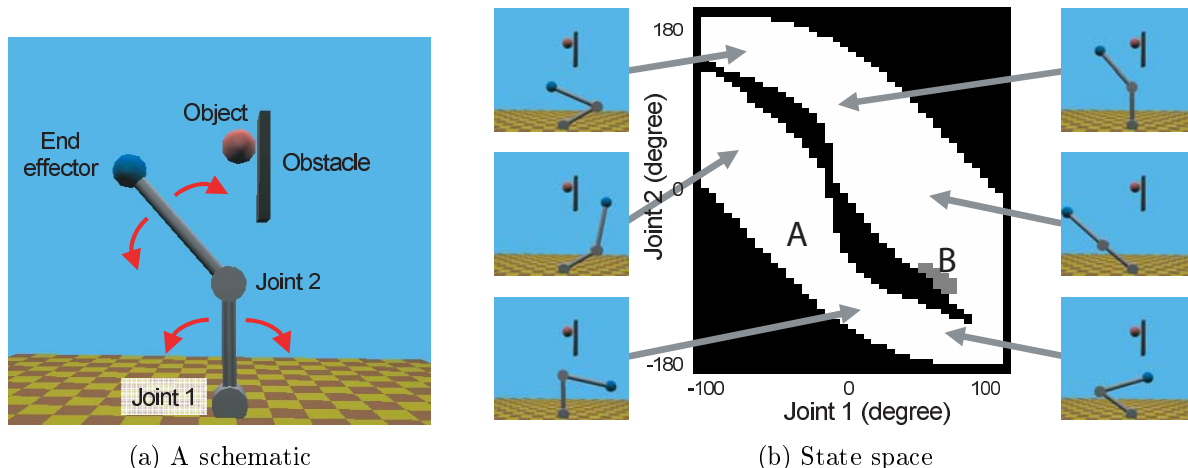 Object
End
effector
Obstacle
Joint 2
Joint 1
(a) A schematic
180
0
-180
Joint 2 (degree)
A
B
-100
0
100
Joint 1 (degree)
(b) State space